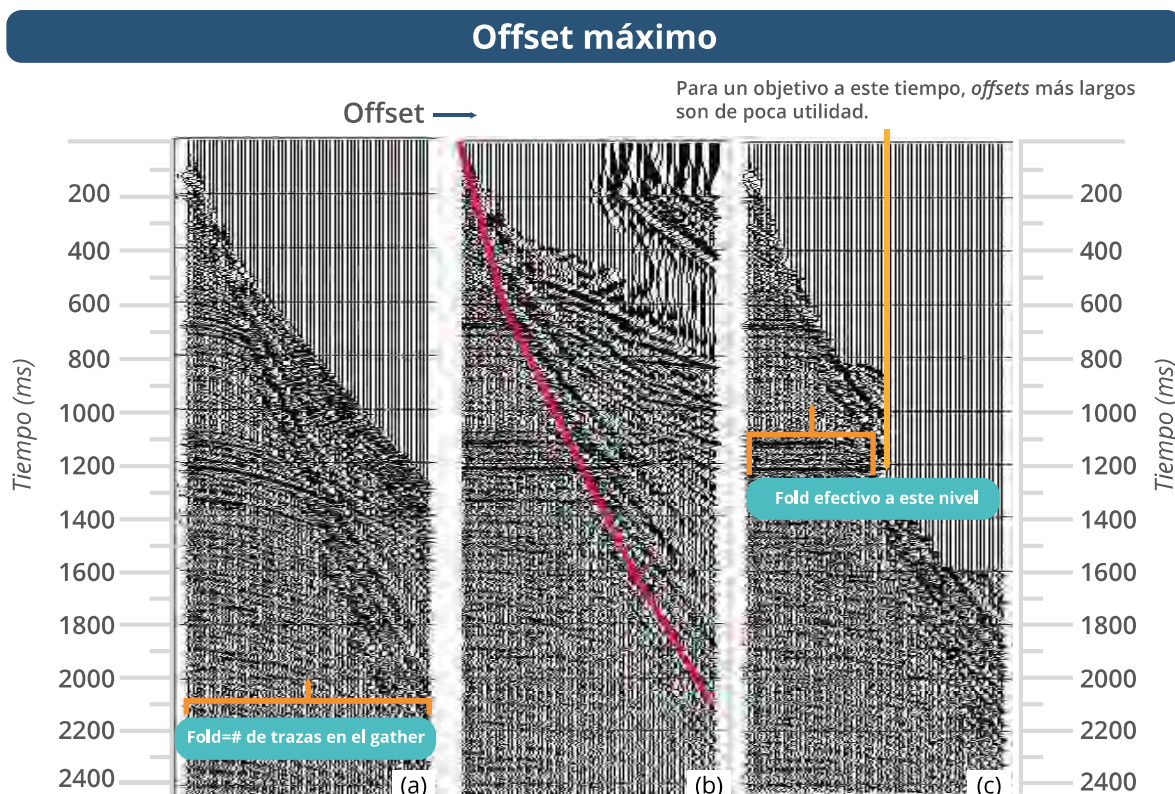 Offset máximo
Para un objetivo a este tiempo, offsets más largos
son de poca utilidad.
Offset
200
400
600
800
1000
1200
1400
1600
1800
2000
2200
2400
Tiempo (ms)
Fold=# de trazas en el gather
(a)
(b)
Fold efectivo a este nivel
(c)
200
400
600
800
1000
1200
1400
1600
1800
2000
2200
2400
Tiempo (ms)